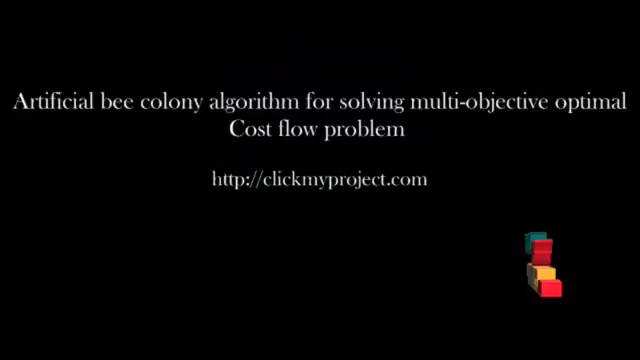 Artificial bee colony algorithm for solving multi-objective optimal
Cost flow problem
http://clickmyproject.com